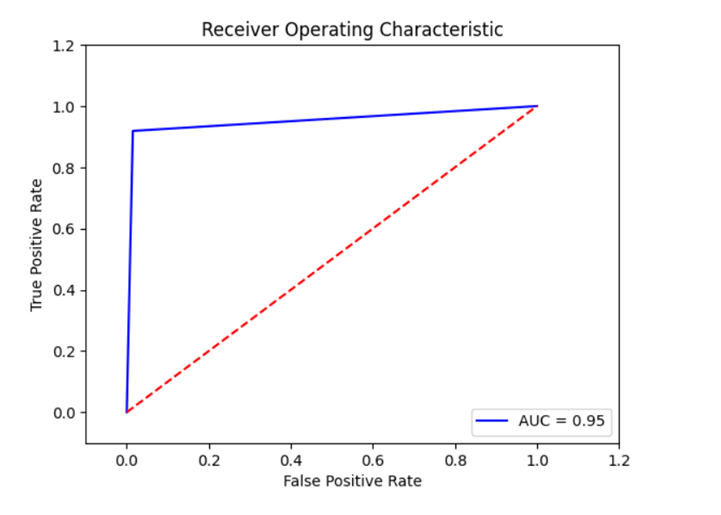 Receiver Operating Characteristic
1.2
1.0
0.8
0.6
0.4
0.2
0.0
True Positive Rate
AUC = 0.95
0.0 0.2 0.4 0.6 0.8 1.0 1.2
False Positive Rate